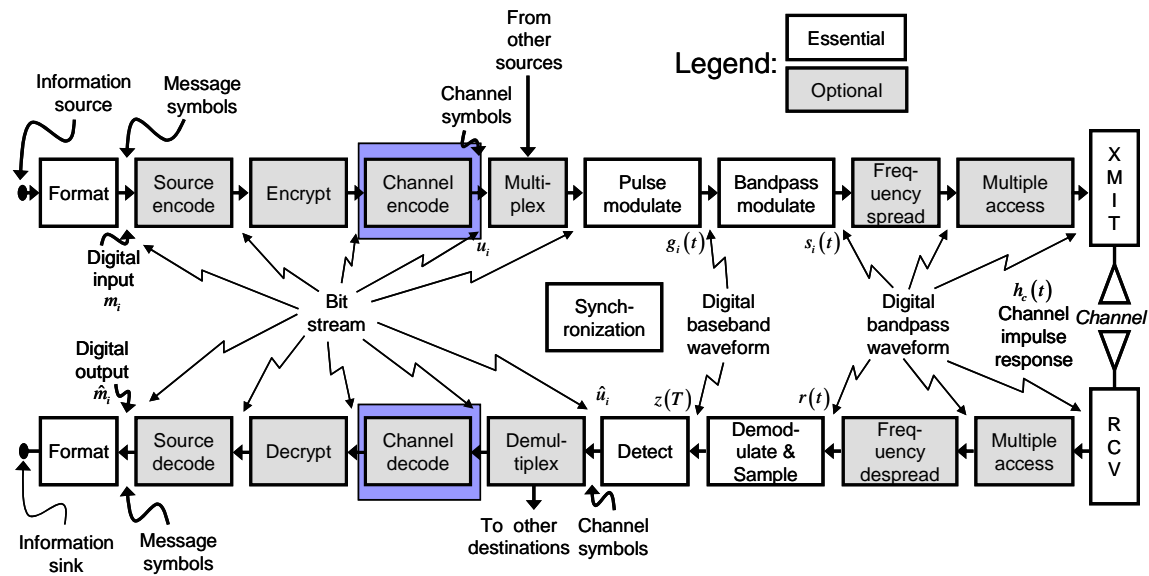 From
other
sources
Legend:
Essential
Optional
Information
source
Message
symbols
Channel
symbols
Format
Source
encode
Encrypt
Channel
encode
Multi-
plex
Pulse
modulate
Bandpass
modulate
Freq-
uency
spread
Multiple
access
X
M
I
T
Digital
input
m_i
u_i
g_i(t)
s_i(t)
Bit
stream
Synch-
ronization
Digital
baseband
waveform
Digital
bandpass
waveform
h_c(t)
Channel
impulse
response
Channel
Digital
output
m̂_i
û_i
z(T)
r(t)
Format
Source
decode
Decrypt
Channel
decode
Demul-
tiplex
Detect
Demod-
ulate &
Sample
Freq-
uency
despread
Multiple
access
R
C
V
Information
sink
Message
symbols
To other
destinations
Channel
symbols